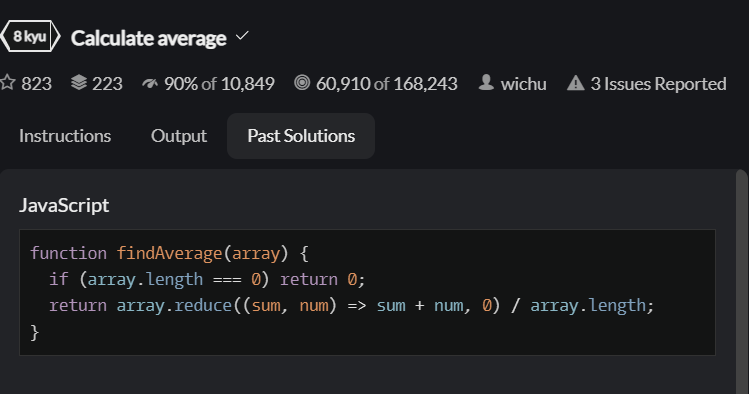 8 kyu Calculate average
823 223 90% of 10,849 60,910 of 168,243 wichu 3 Issues Reported
Instructions Output Past Solutions
JavaScript
function findAverage(array) {
  if (array.length === 0) return 0;
  return array.reduce((sum, num) => sum + num, 0) / array.length;
}